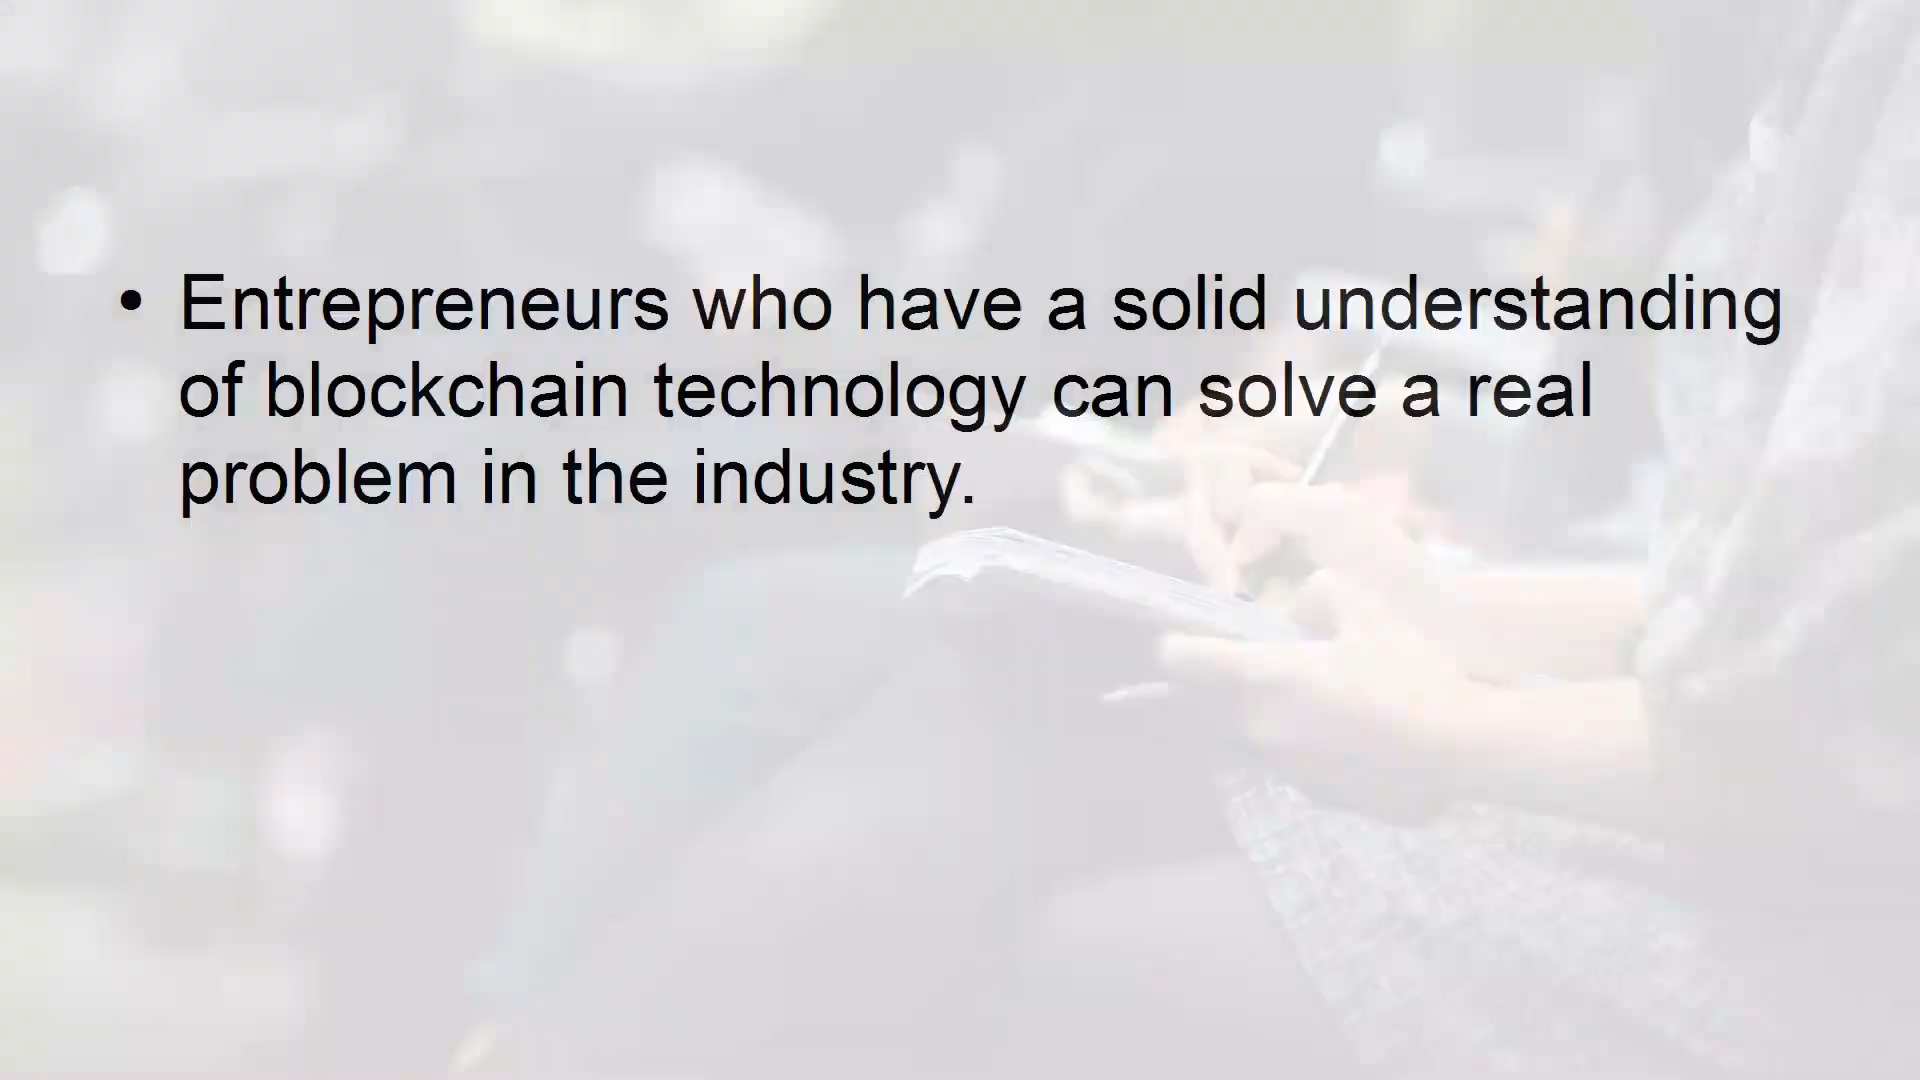 • Entrepreneurs who have a solid understanding
of blockchain technology can solve a real
problem in the industry.